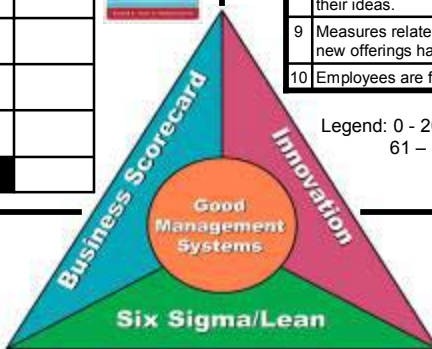 their ideas.
9 Measures relate
new offerings ha
10 Employees are f
Legend: 0 - 2
61 –
Business Scorecard
Innovation
Good
Management
Systems
Six Sigma/Lean